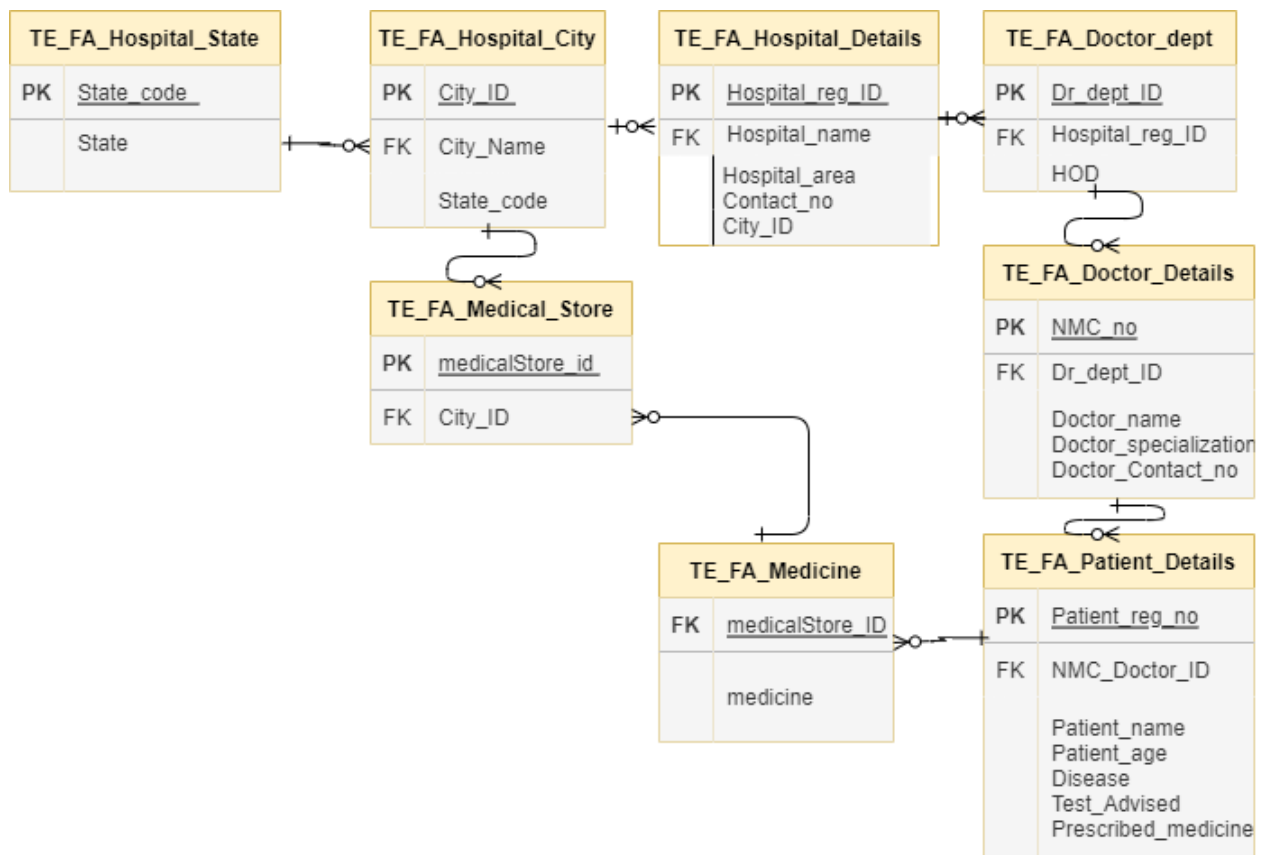 TE_FA_Hospital_State
PK State_code
State
TE_FA_Hospital_City
PK City_ID
FK City_Name
State_code
TE_FA_Hospital_Details
PK Hospital_reg_ID
FK Hospital_name
Hospital_area
Contact_no
City_ID
TE_FA_Doctor_dept
PK Dr_dept_ID
FK Hospital_reg_ID
HOD
TE_FA_Medical_Store
PK medicalStore_id
FK City_ID
TE_FA_Doctor_Details
PK NMC_no
FK Dr_dept_ID
Doctor_name
Doctor_specialization
Doctor_Contact_no
TE_FA_Medicine
FK medicalStore_ID
medicine
TE_FA_Patient_Details
PK Patient_reg_no
FK NMC_Doctor_ID
Patient_name
Patient_age
Disease
Test_Advised
Prescribed_medicine